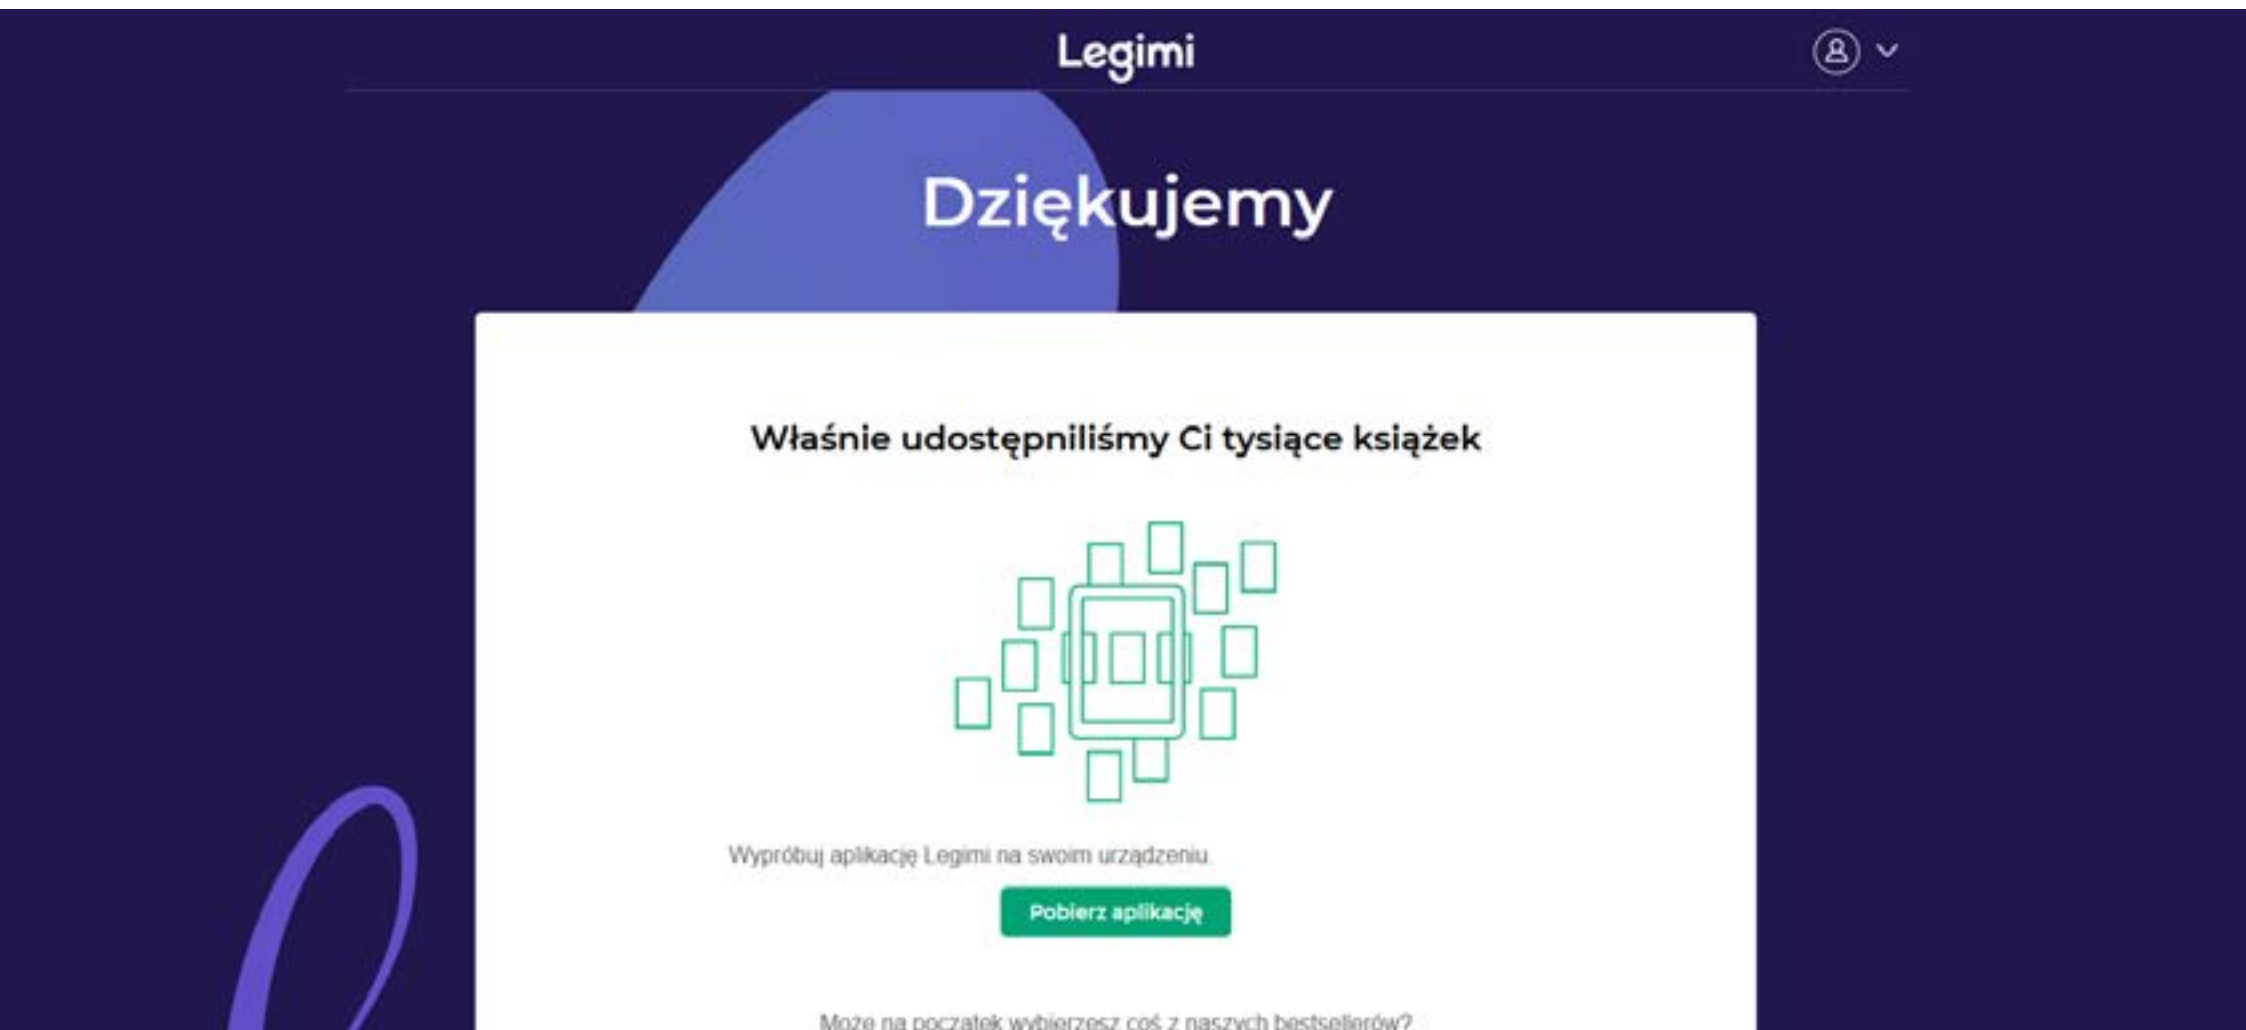 Legimi
Dziękujemy
Właśnie udostępniliśmy Ci tysiące książek
Wypróbuj aplikację Legimi na swoim urządzeniu.
Pobierz aplikację
Może na początek wybierzesz coś z naszych bestsellerów?